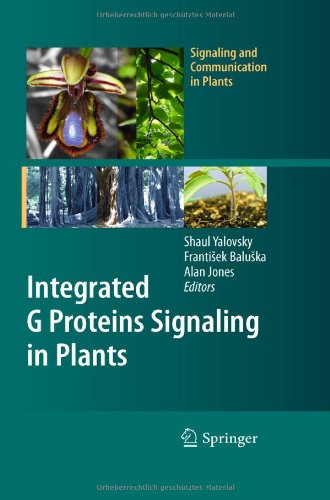 Urheberrechtlich geschütztes Material
Signaling and
Communication
in Plants
Shaul Yalovsky
František Baluška
Alan Jones
Editors
Integrated
G Proteins Signaling
in Plants
Springer
Urheberrechtlich geschütztes Material